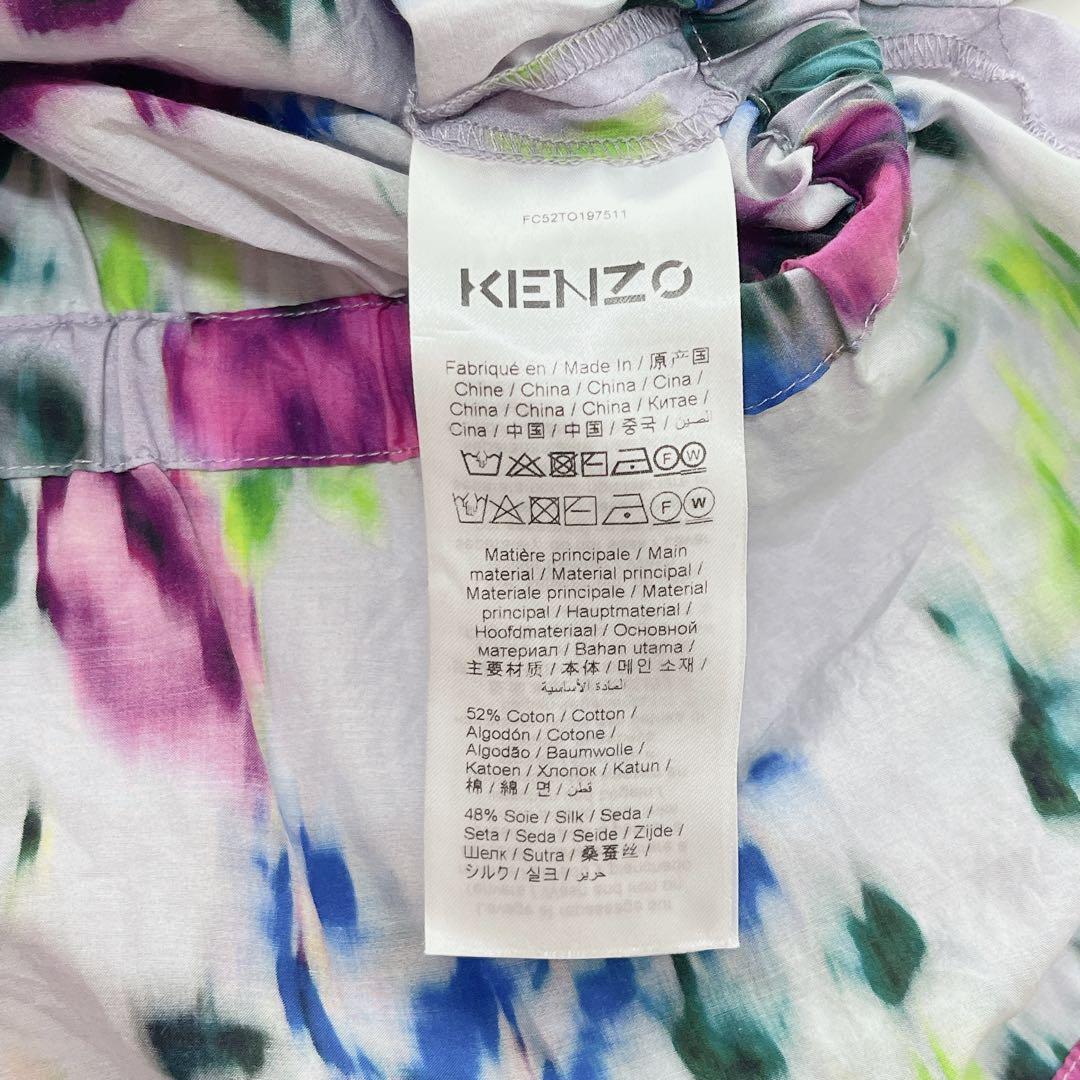 FC52TO197511
KENZO
Fabriqué en / Made In / 原产国
Chine / China / China / Cina /
China / China / China / Китае /
Cina / 中国 / 中国 / 중국 / الصين
F W
F W
Matière principale / Main
material / Material principal /
Materiale principale / Material
principal / Hauptmaterial /
Hoofdmateriaal / Основной
материал / Bahan utama /
主要材质 / 本体 / 메인 소재 /
المادة الأساسية
52% Coton / Cotton /
Algodón / Cotone /
Algodão / Baumwolle /
Katoen / Хлопок / Katun /
棉 / 綿 / 면 / قطن
48% Soie / Silk / Seda /
Seta / Seda / Seide / Zijde /
Шелк / Sutra / 桑蚕丝 /
シルク / 실크 / حرير